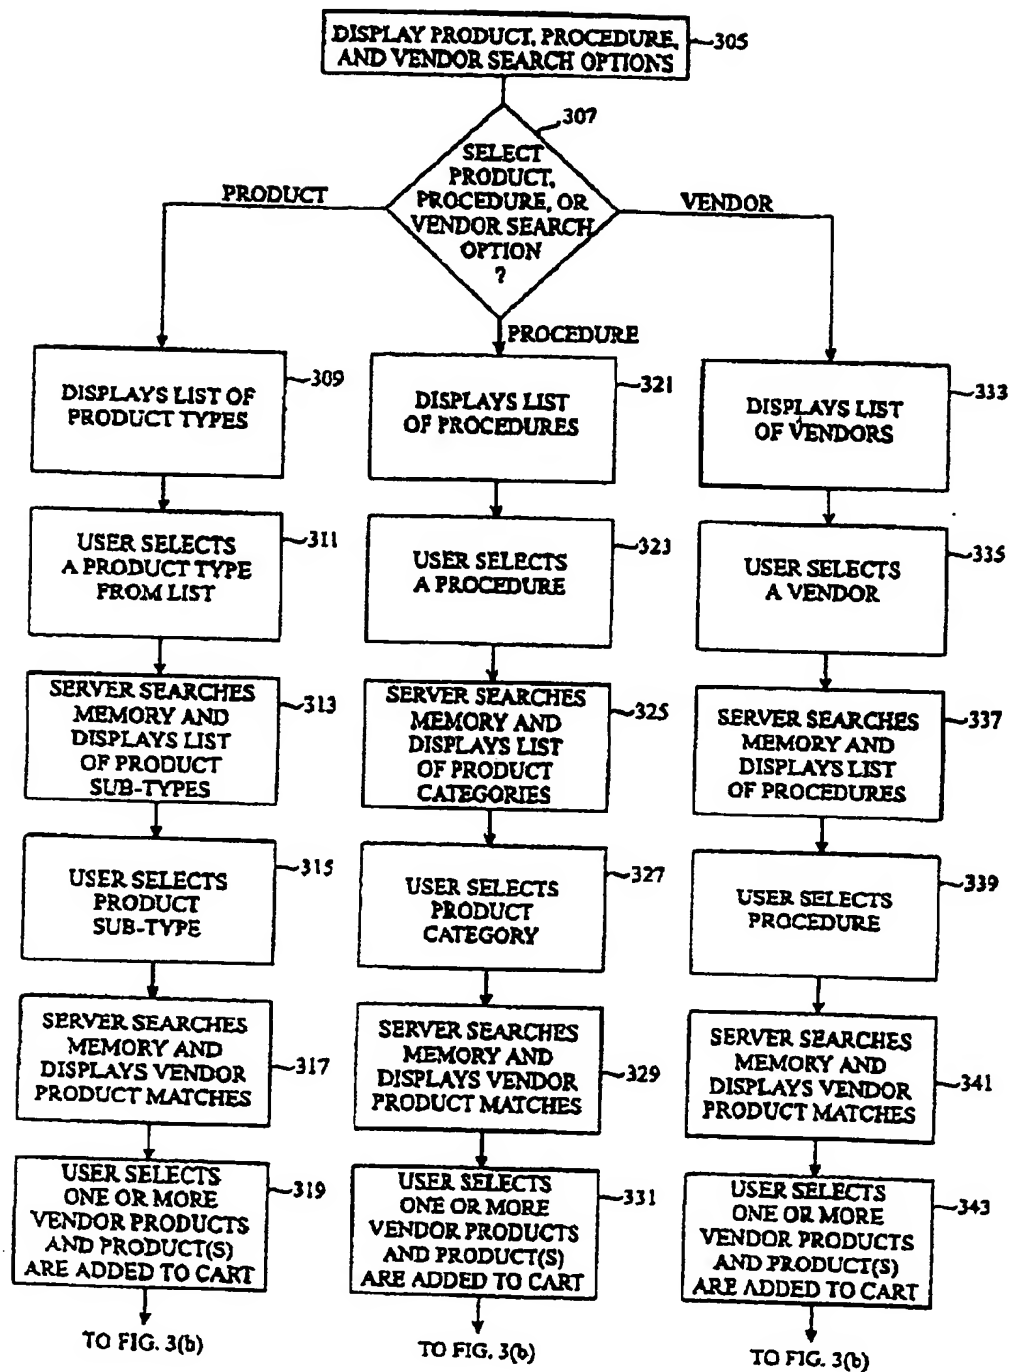 DISPLAY PRODUCT, PROCEDURE,
AND VENDOR SEARCH OPTIONS
305
307
SELECT
PRODUCT,
PROCEDURE, OR
VENDOR SEARCH
OPTION
?
PRODUCT
VENDOR
PROCEDURE
DISPLAYS LIST OF
PRODUCT TYPES
309
USER SELECTS
A PRODUCT TYPE
FROM LIST
311
SERVER SEARCHES
MEMORY AND
DISPLAYS LIST
OF PRODUCT
SUB-TYPES
313
USER SELECTS
PRODUCT
SUB-TYPE
315
SERVER SEARCHES
MEMORY AND
DISPLAYS VENDOR
PRODUCT MATCHES
317
USER SELECTS
ONE OR MORE
VENDOR PRODUCTS
AND PRODUCT(S)
ARE ADDED TO CART
319
TO FIG. 3(b)
DISPLAYS LIST
OF PROCEDURES
321
USER SELECTS
A PROCEDURE
323
SERVER SEARCHES
MEMORY AND
DISPLAYS LIST
OF PRODUCT
CATEGORIES
325
USER SELECTS
PRODUCT
CATEGORY
327
SERVER SEARCHES
MEMORY AND
DISPLAYS VENDOR
PRODUCT MATCHES
329
USER SELECTS
ONE OR MORE
VENDOR PRODUCTS
AND PRODUCT(S)
ARE ADDED TO CART
331
TO FIG. 3(b)
DISPLAYS LIST
OF VENDORS
333
USER SELECTS
A VENDOR
335
SERVER SEARCHES
MEMORY AND
DISPLAYS LIST
OF PROCEDURES
337
USER SELECTS
PROCEDURE
339
SERVER SEARCHES
MEMORY AND
DISPLAYS VENDOR
PRODUCT MATCHES
341
USER SELECTS
ONE OR MORE
VENDOR PRODUCTS
AND PRODUCT(S)
ARE ADDED TO CART
343
TO FIG. 3(b)